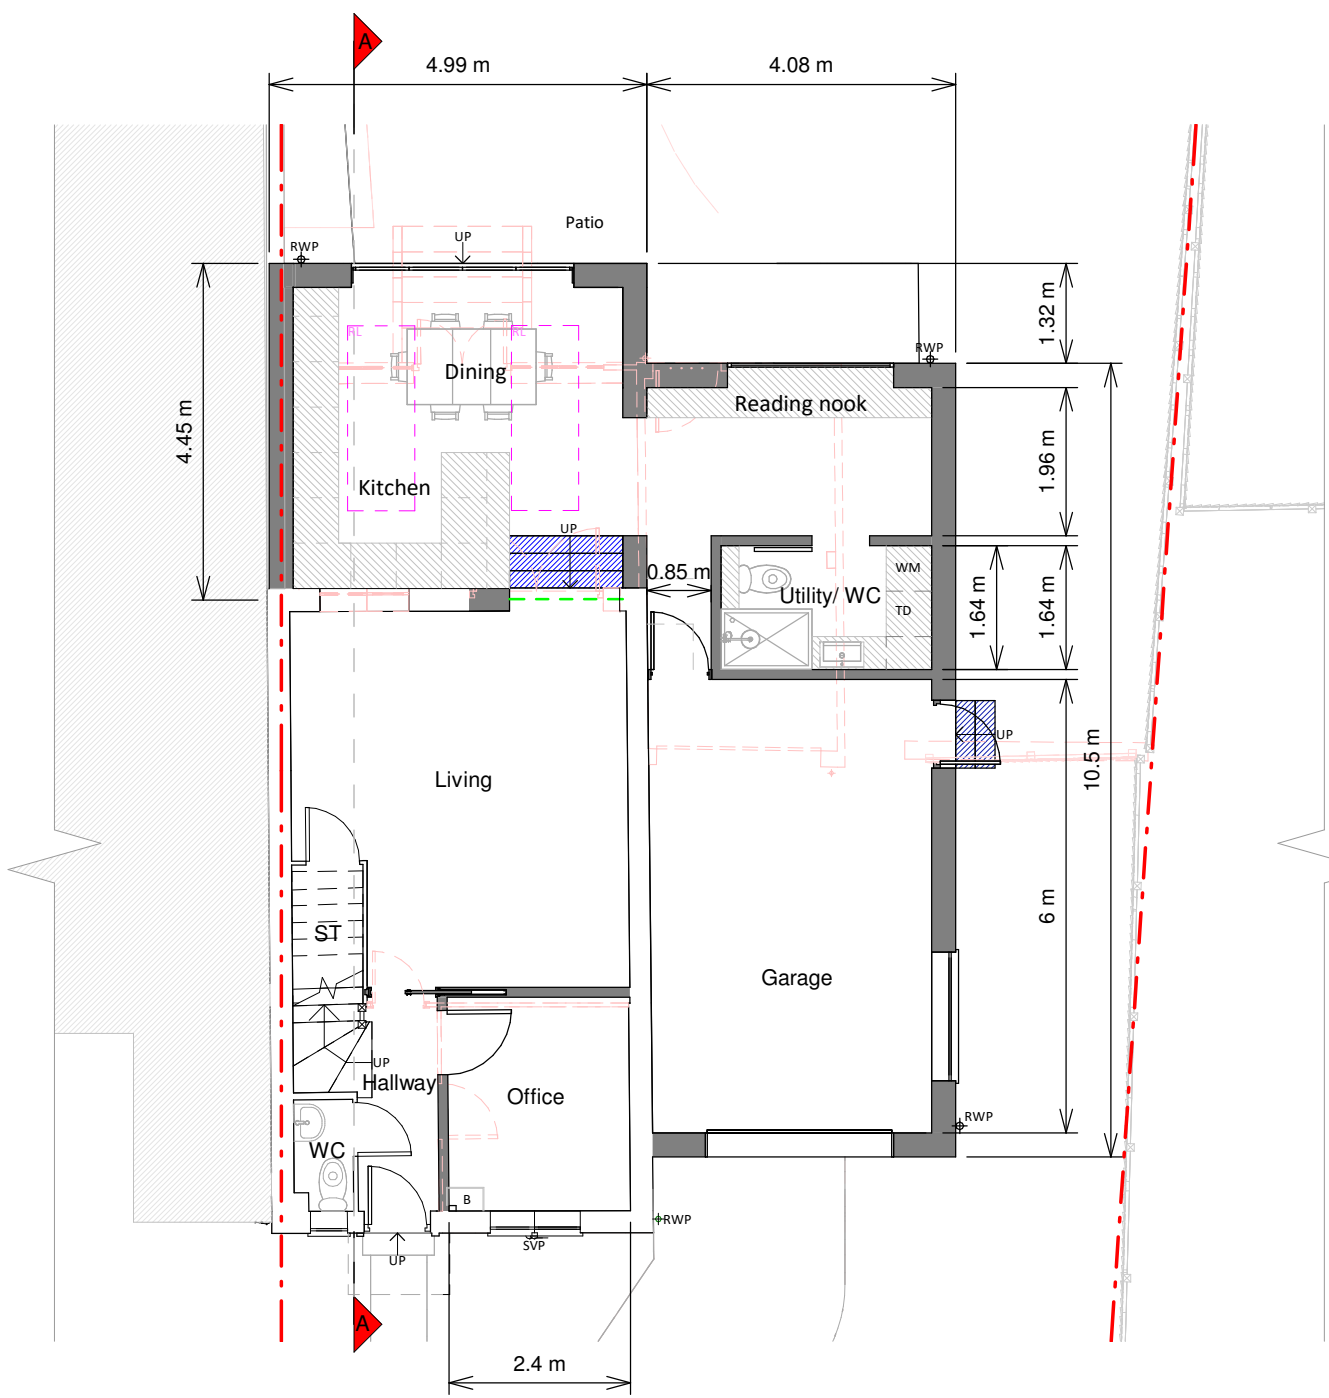 A
4.99 m
4.08 m
Patio
UP
RWP
1.32 m
RWP
RL
RL
Dining
Reading nook
4.45 m
1.96 m
Kitchen
UP
0.85 m
WM
Utility/ WC
TD
1.64 m
1.64 m
UP
10.5 m
Living
6 m
ST
Garage
UP
Hallway
Office
RWP
WC
B
RWP
SVP
UP
A
2.4 m